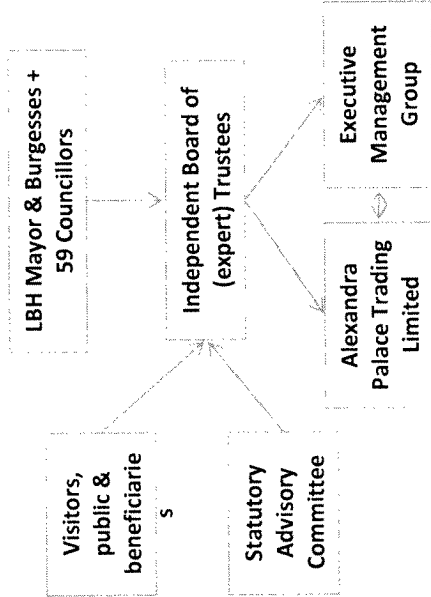 LBH Mayor & Burgesses +
59 Councillors
Visitors,
public &
beneficiarie
s
Independent Board of
(expert) Trustees
Statutory
Advisory
Committee
Alexandra
Palace Trading
Limited
Executive
Management
Group